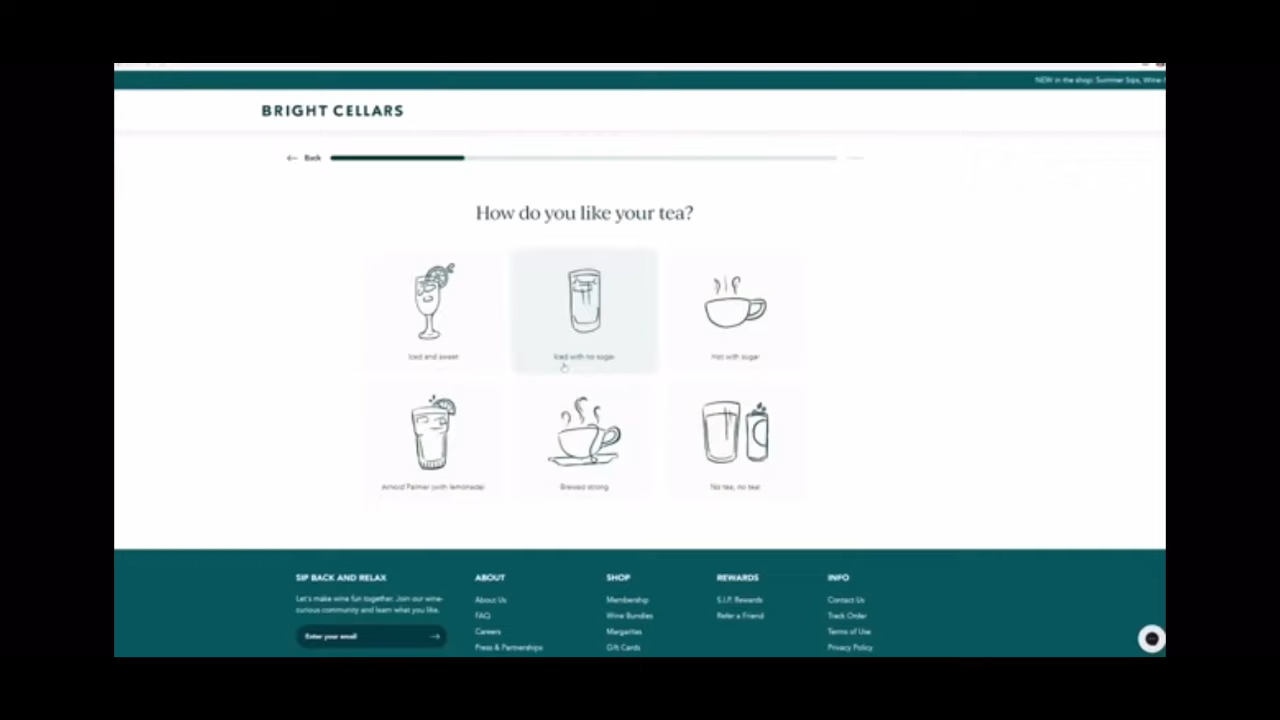 NEW in the shop: Summer Sips, Wine
BRIGHT CELLARS
Back
How do you like your tea?
Iced and sweet
Iced with no sugar
Hot with sugar
Arnold Palmer (with lemonade)
Brewed strong
No tea, no tea!
SIP BACK AND RELAX
Let's make wine fun together. Join our wine-
curious community and learn what you like.
Enter your email
ABOUT
About Us
FAQ
Careers
Press & Partnerships
SHOP
Membership
Wine Bundles
Margaritas
Gift Cards
REWARDS
S.I.P. Rewards
Refer a Friend
INFO
Contact Us
Track Order
Terms of Use
Privacy Policy